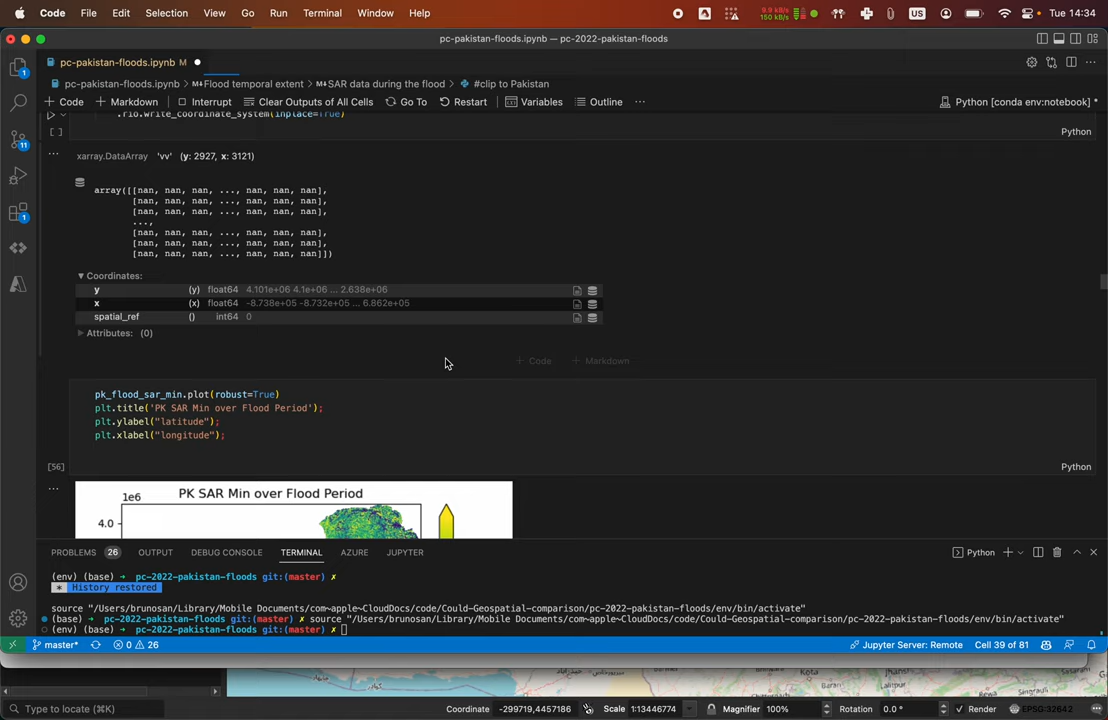 Code File Edit Selection View Go Run Terminal Window Help
9.9 kB/s
150 kB/s
US
Tue 14:34
pc-pakistan-floods.ipynb — pc-2022-pakistan-floods
pc-pakistan-floods.ipynb M
pc-pakistan-floods.ipynb > M↓Flood temporal extent > M↓SAR data during the flood > #clip to Pakistan
+ Code + Markdown Interrupt Clear Outputs of All Cells Go To Restart Variables Outline ... Python [conda env:notebook] *
.rio.write_coordinate_system(inplace=True)
[ ] Python
xarray.DataArray 'vv' (y: 2927, x: 3121)
array([[nan, nan, nan, ..., nan, nan, nan],
[nan, nan, nan, ..., nan, nan, nan],
[nan, nan, nan, ..., nan, nan, nan],
...,
[nan, nan, nan, ..., nan, nan, nan],
[nan, nan, nan, ..., nan, nan, nan],
[nan, nan, nan, ..., nan, nan, nan]])
▼ Coordinates:
y (y) float64 4.101e+06 4.1e+06 ... 2.638e+06
x (x) float64 -8.738e+05 -8.732e+05 ... 6.862e+05
spatial_ref () int64 0
► Attributes: (0)
+ Code + Markdown
pk_flood_sar_min.plot(robust=True)
plt.title('PK SAR Min over Flood Period');
plt.ylabel("latitude");
plt.xlabel("longitude");
[56] Python
1e6 PK SAR Min over Flood Period
4.0
PROBLEMS 26 OUTPUT DEBUG CONSOLE TERMINAL AZURE JUPYTER Python
(env) (base) → pc-2022-pakistan-floods git:(master) ✗
* History restored
source "/Users/brunosan/Library/Mobile Documents/com~apple~CloudDocs/code/Could-Geospatial-comparison/pc-2022-pakistan-floods/env/bin/activate"
(base) → pc-2022-pakistan-floods git:(master) ✗ source "/Users/brunosan/Library/Mobile Documents/com~apple~CloudDocs/code/Could-Geospatial-comparison/pc-2022-pakistan-floods/env/bin/activate"
(env) (base) → pc-2022-pakistan-floods git:(master) ✗
master* 0 26 Jupyter Server: Remote Cell 39 of 81
Kota
Jhansi
Baran
Rewa
Sasaram
Type to locate (⌘K) Coordinate -299719,4457186 Scale 1:13446774 Magnifier 100% Rotation 0.0 ° Render EPSG:32642